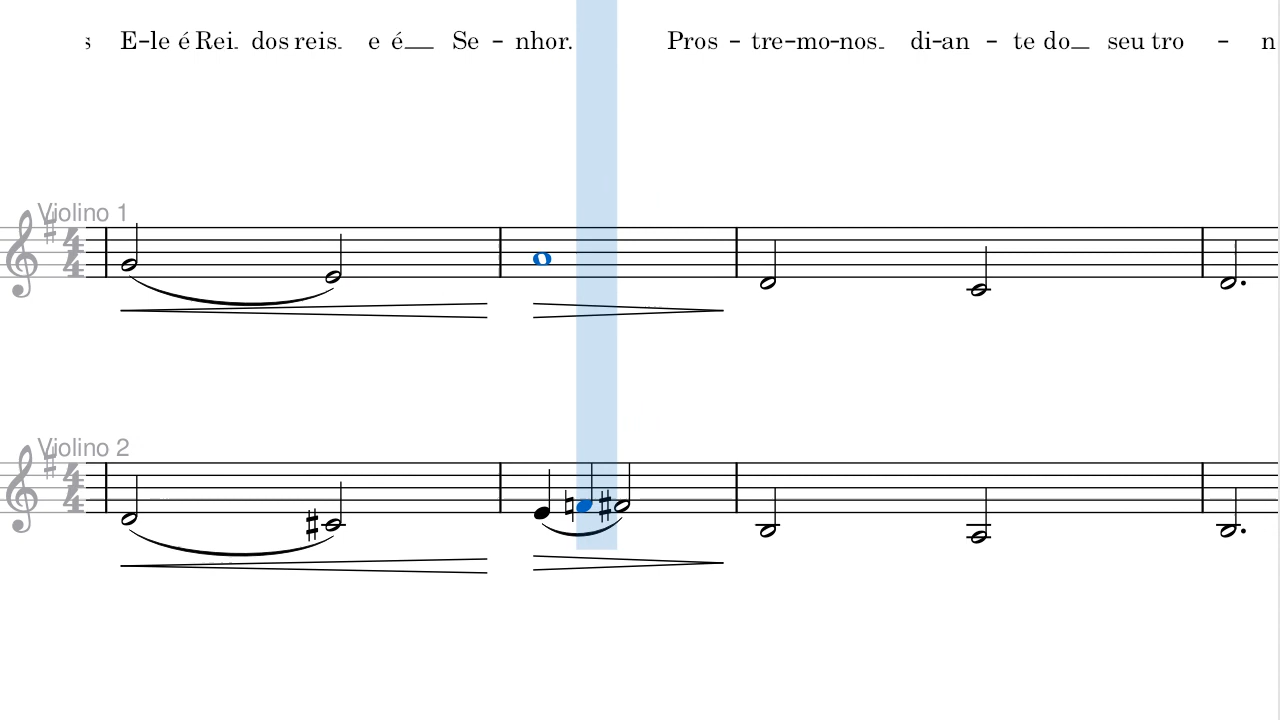 s E-le é Rei dos reis e é Se - nhor. Pros - tre-mo-nos di-an - te do seu tro - n
Violino 1
Violino 2